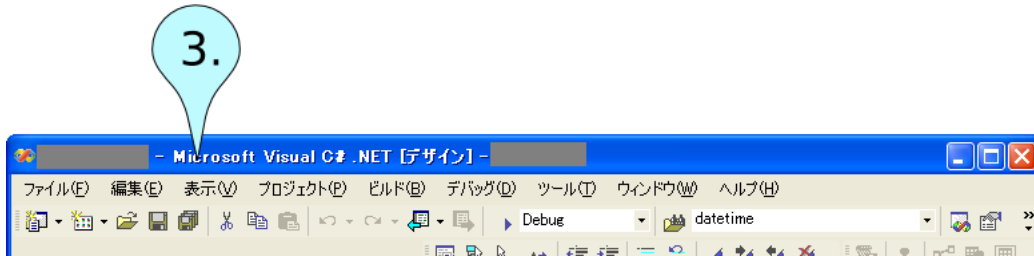 3.
- Microsoft Visual C# .NET [デザイン] -
ファイル(F) 編集(E) 表示(V) プロジェクト(P) ビルド(B) デバッグ(D) ツール(T) ウィンドウ(W) ヘルプ(H)
Debug datetime